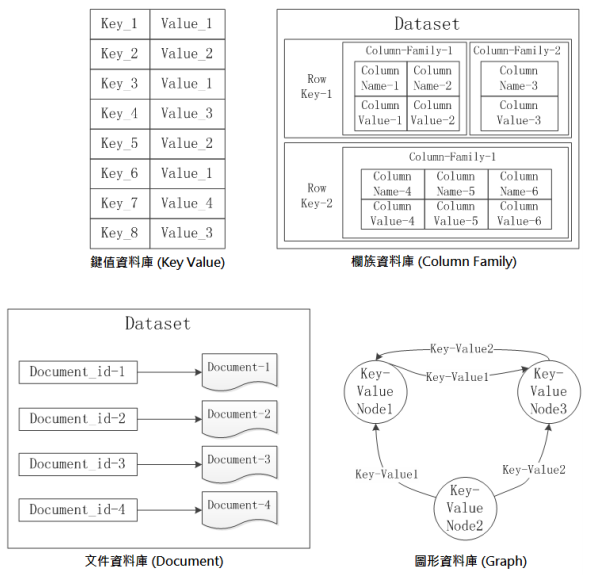 Key_1 Value_1
Key_2 Value_2
Key_3 Value_1
Key_4 Value_3
Key_5 Value_2
Key_6 Value_1
Key_7 Value_4
Key_8 Value_3
鍵值資料庫 (Key Value)
Dataset
Row
Key-1
Column-Family-1
Column
Name-1
Column
Name-2
Column
Value-1
Column
Value-2
Column-Family-2
Column
Name-3
Column
Value-3
Row
Key-2
Column-Family-1
Column
Name-4
Column
Name-5
Column
Name-6
Column
Value-4
Column
Value-5
Column
Value-6
欄族資料庫 (Column Family)
Dataset
Document_id-1
Document-1
Document_id-2
Document-2
Document_id-3
Document-3
Document_id-4
Document-4
文件資料庫 (Document)
Key-Value2
Key-Value1
Key-
Value
Node1
Key-
Value
Node3
Key-Value1
Key-Value2
Key-
Value
Node2
圖形資料庫 (Graph)